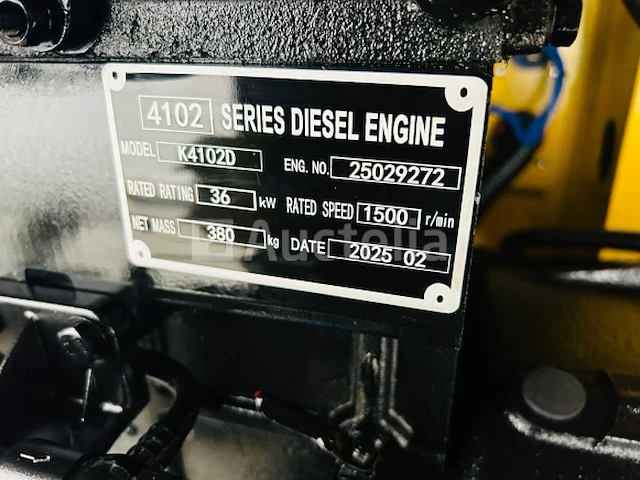 4102 SERIES DIESEL ENGINE
MODEL K4102D ENG. NO. 25029272
RATED RATING 36 kW RATED SPEED 1500 r/min
NET MASS 380 kg DATE 2025 02
Auctelia